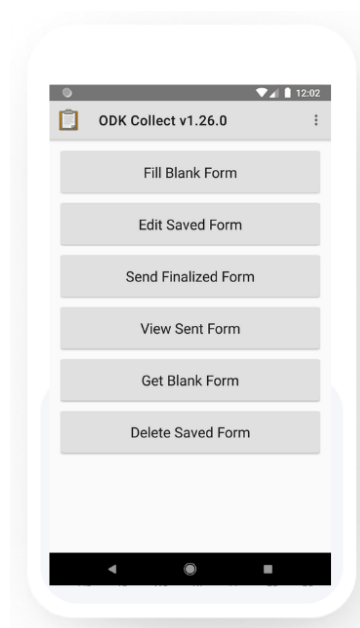 12:02
ODK Collect v1.26.0
Fill Blank Form
Edit Saved Form
Send Finalized Form
View Sent Form
Get Blank Form
Delete Saved Form